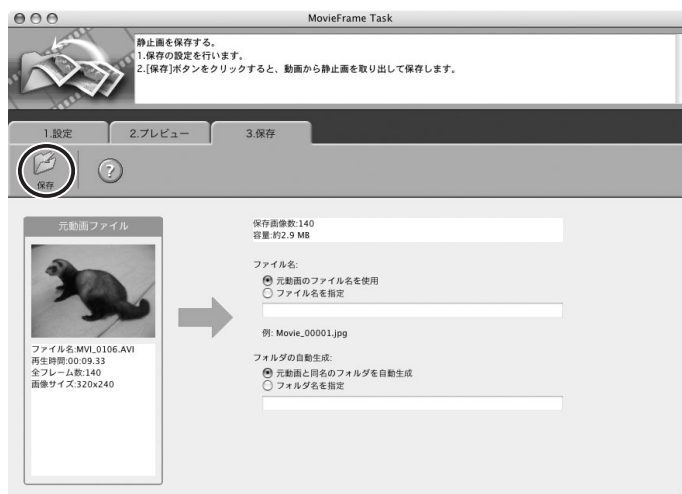 MovieFrame Task
静止画を保存する。
1.保存の設定を行います。
2.[保存]ボタンをクリックすると、動画から静止画を取り出して保存します。
1.設定
2.プレビュー
3.保存
保存
?
元動画ファイル
ファイル名:MVI_0106.AVI
再生時間:00:09.33
全フレーム数:140
画像サイズ:320x240
保存画像数:140
容量:約2.9 MB
ファイル名:
元動画のファイル名を使用
ファイル名を指定
例: Movie_00001.jpg
フォルダの自動生成:
元動画と同名のフォルダを自動生成
フォルダ名を指定